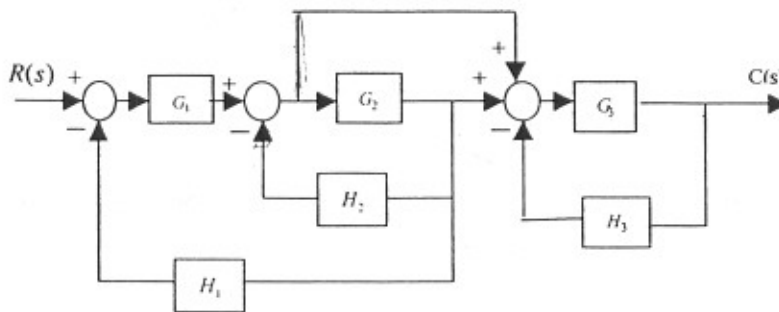 +
+
R(s)
+
G₁
+
G₂
+
G₃
C(s)
−
−
−
H₂
H₃
H₁